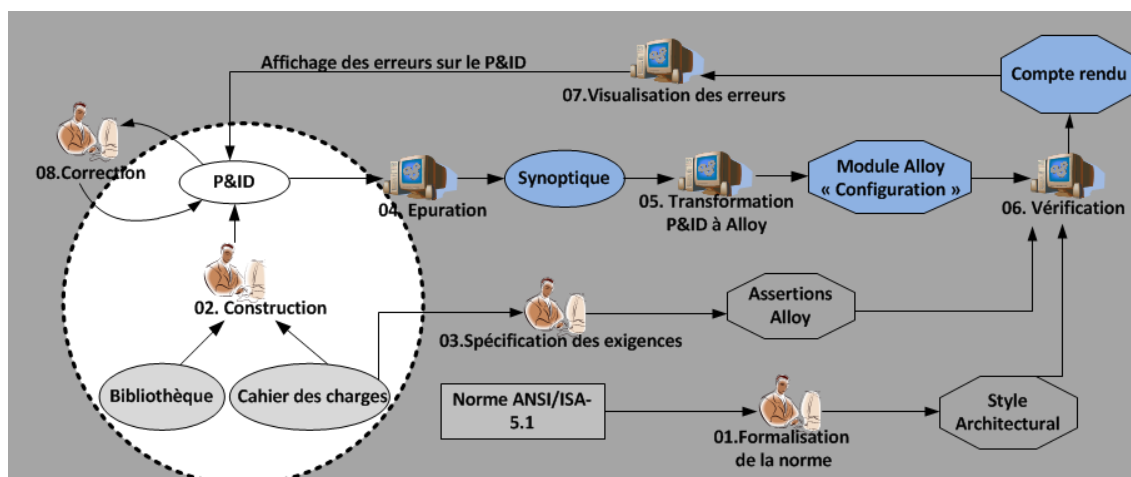 Affichage des erreurs sur le P&ID
07.Visualisation des erreurs
Compte rendu
08.Correction
P&ID
04. Epuration
Synoptique
05. Transformation
P&ID à Alloy
Module Alloy
« Configuration »
06. Vérification
02. Construction
03.Spécification des exigences
Assertions
Alloy
Bibliothèque
Cahier des charges
Norme ANSI/ISA-
5.1
01.Formalisation
de la norme
Style
Architectural